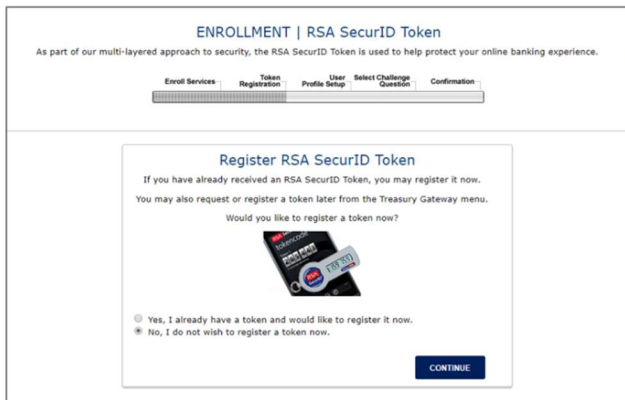 ENROLLMENT | RSA SecurID Token
As part of our multi-layered approach to security, the RSA SecurID Token is used to help protect your online banking experience.
Enroll Services
Token
Registration
User
Profile Setup
Select Challenge
Question
Confirmation
Register RSA SecurID Token
If you have already received an RSA SecurID Token, you may register it now.
You may also request or register a token later from the Treasury Gateway menu.
Would you like to register a token now?
RSA
tokencode
RSA
SecurID
Yes, I already have a token and would like to register it now.
No, I do not wish to register a token now.
CONTINUE